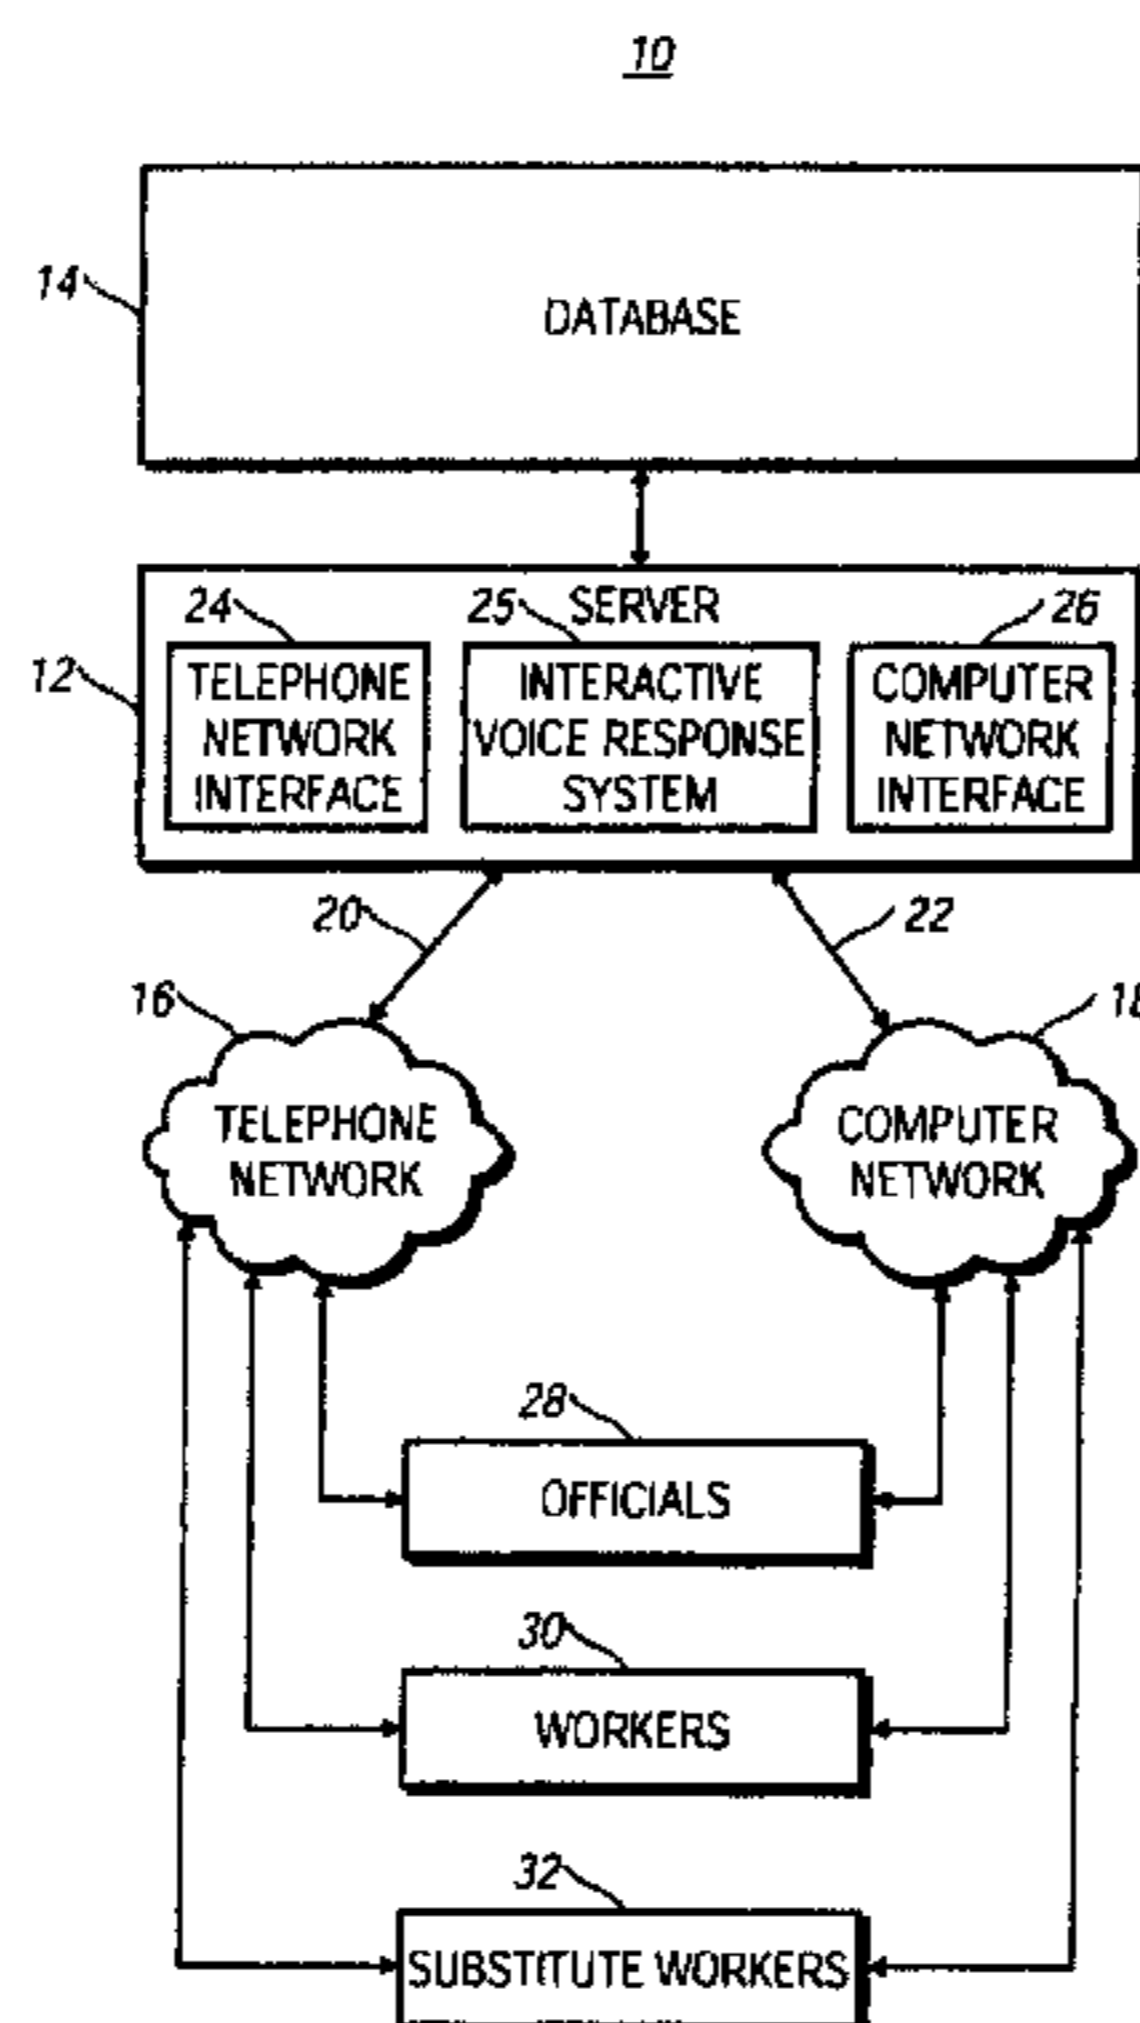 10
14
DATABASE
24
25
SERVER
26
12
TELEPHONE
NETWORK
INTERFACE
INTERACTIVE
VOICE RESPONSE
SYSTEM
COMPUTER
NETWORK
INTERFACE
20
22
16
18
TELEPHONE
NETWORK
COMPUTER
NETWORK
28
OFFICIALS
30
WORKERS
32
SUBSTITUTE WORKERS